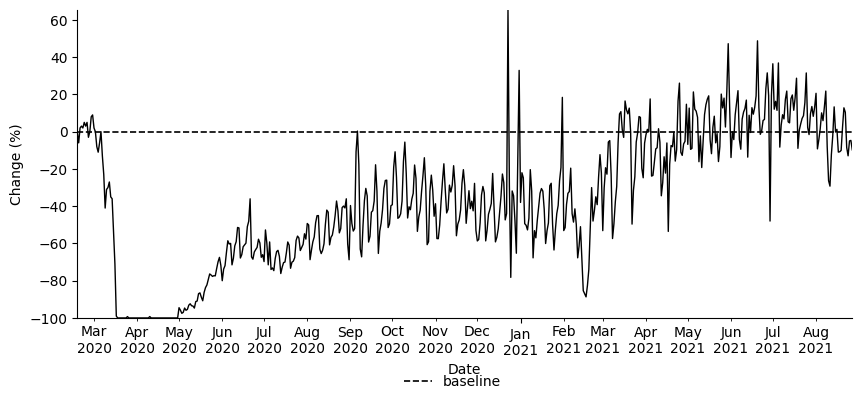 Change (%)
60
40
20
0
−20
−40
−60
−80
−100
Mar Apr May Jun Jul Aug Sep Oct Nov Dec Jan Feb Mar Apr May Jun Jul Aug
2020 2020 2020 2020 2020 2020 2020 2020 2020 2020 2021 2021 2021 2021 2021 2021 2021 2021
Date
baseline